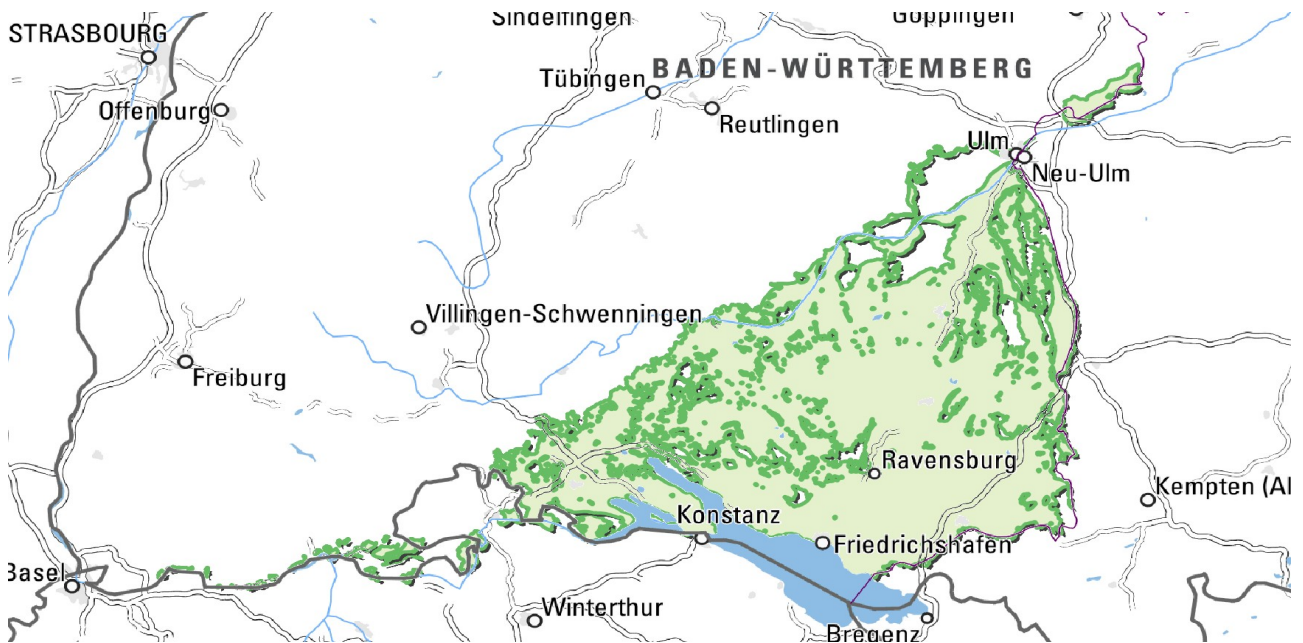 Sindelfingen
Göppingen
STRASBOURG
Tübingen
BADEN-WÜRTTEMBERG
Offenburg
Reutlingen
Ulm
Neu-Ulm
Villingen-Schwenningen
Freiburg
Ravensburg
Kempten (Al
Konstanz
Friedrichshafen
Basel
Winterthur
Bregenz